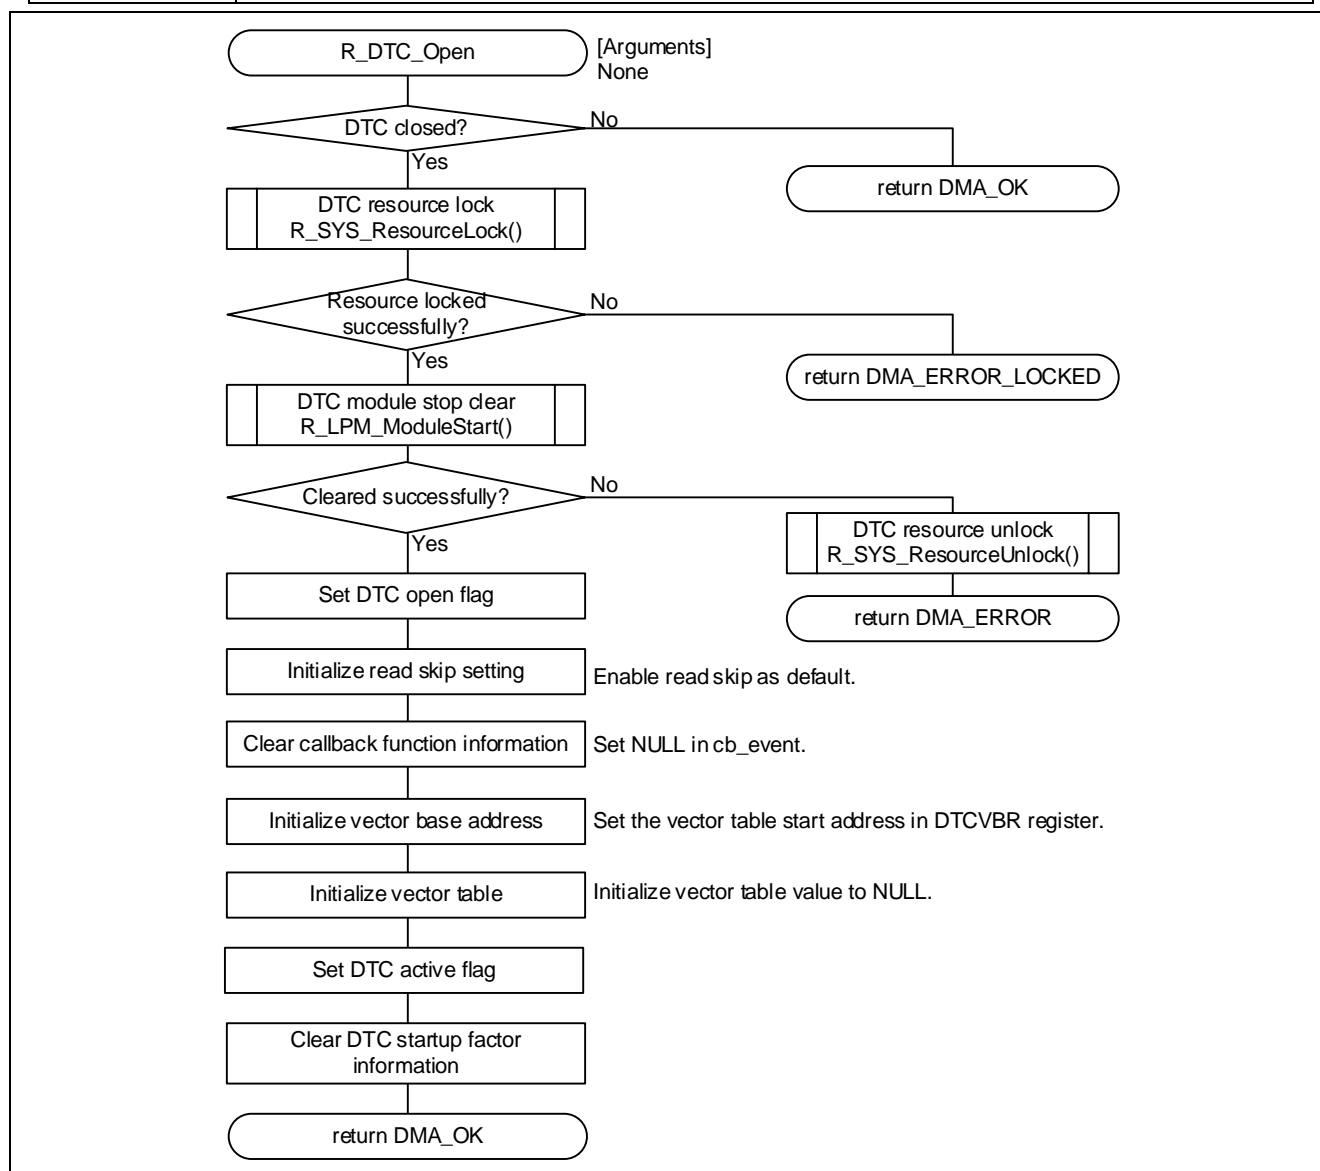 R_DTC_Open
[Arguments]
None
DTC closed?
No
Yes
return DMA_OK
DTC resource lock
R_SYS_ResourceLock()
Resource locked
successfully?
No
Yes
return DMA_ERROR_LOCKED
DTC module stop clear
R_LPM_ModuleStart()
Cleared successfully?
No
Yes
DTC resource unlock
R_SYS_ResourceUnlock()
return DMA_ERROR
Set DTC open flag
Initialize read skip setting
Enable read skip as default.
Clear callback function information
Set NULL in cb_event.
Initialize vector base address
Set the vector table start address in DTCVBR register.
Initialize vector table
Initialize vector table value to NULL.
Set DTC active flag
Clear DTC startup factor
information
return DMA_OK